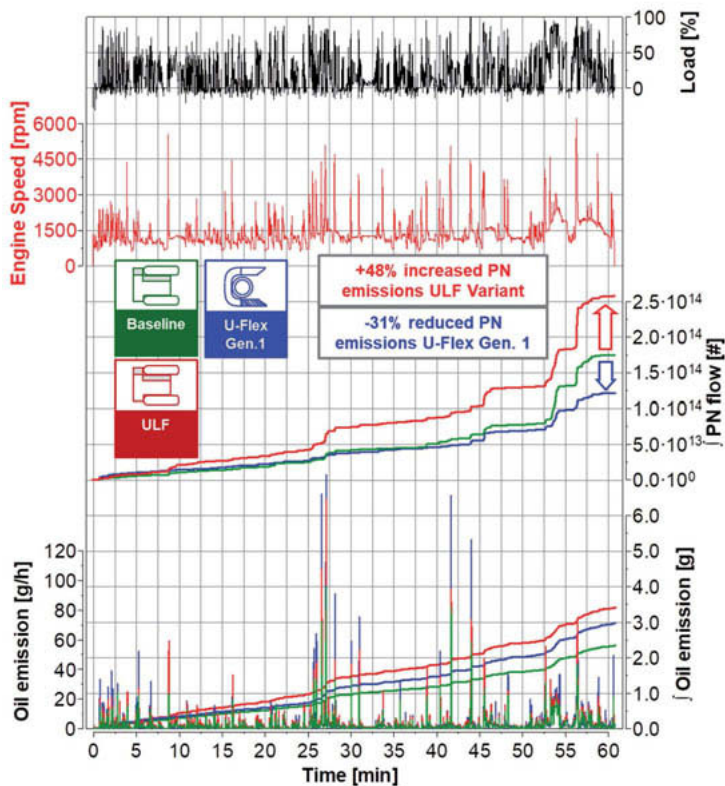 100
50
0
Load [%]
6000
4500
3000
1500
0
Engine Speed [rpm]
Baseline
U-Flex
Gen.1
ULF
+48% increased PN
emissions ULF Variant
-31% reduced PN
emissions U-Flex Gen. 1
2.5·10¹⁴
2.0·10¹⁴
1.5·10¹⁴
1.0·10¹⁴
5.0·10¹³
0.0·10⁰
∫ PN flow [#]
120
100
80
60
40
20
0
Oil emission [g/h]
6.0
5.0
4.0
3.0
2.0
1.0
0.0
∫ Oil emission [g]
0 5 10 15 20 25 30 35 40 45 50 55 60
Time [min]